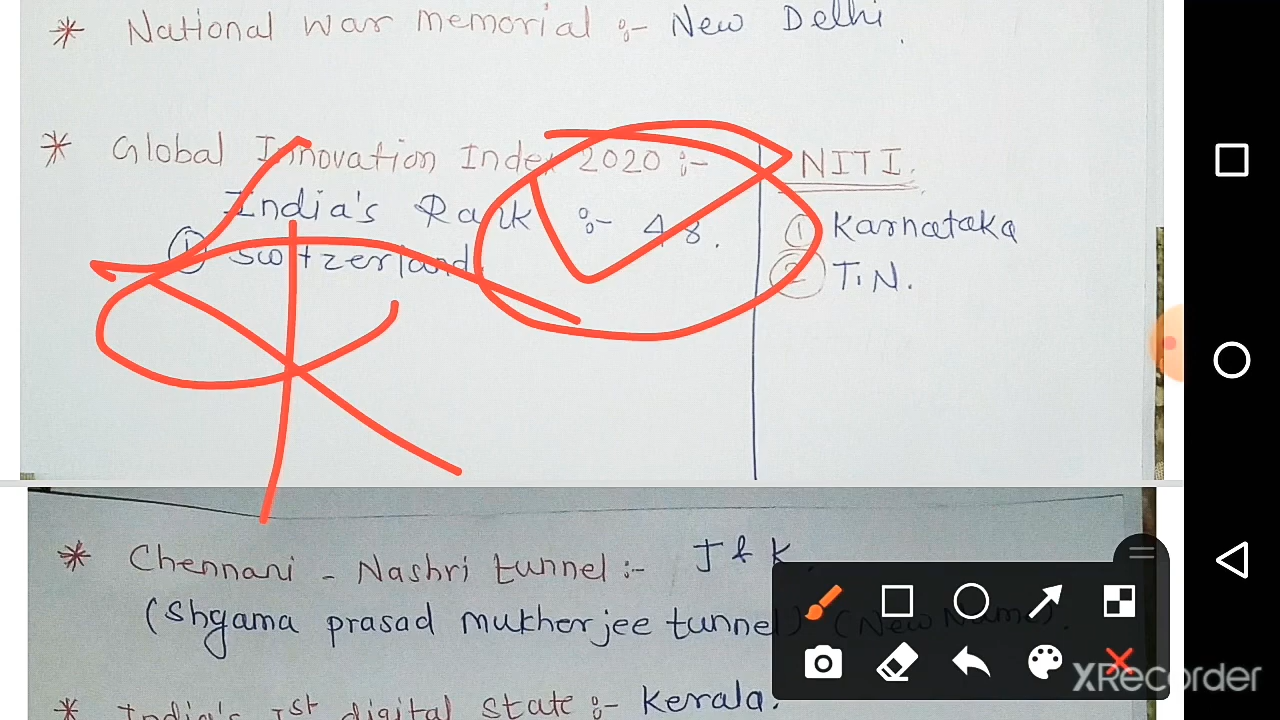 * National War memorial :- New Delhi.
* Global Innovation Index 2020 :-
India's Rank :- 48.
① Switzerland
NITI.
① Karnataka
② T.N.
* Chennani - Nashri tunnel :- J & K.
(Shyama prasad mukherjee tunnel) (New Name).
* India's 1st digital state :- Kerala.
XRecorder